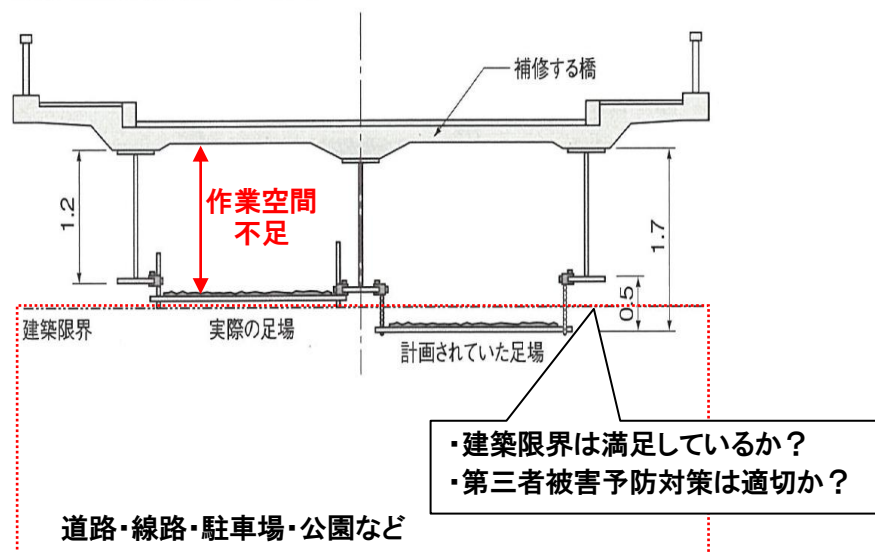 補修する橋
作業空間
不足
1.2
1.7
0.5
建築限界
実際の足場
計画されていた足場
・建築限界は満足しているか？
・第三者被害予防対策は適切か？
道路・線路・駐車場・公園など